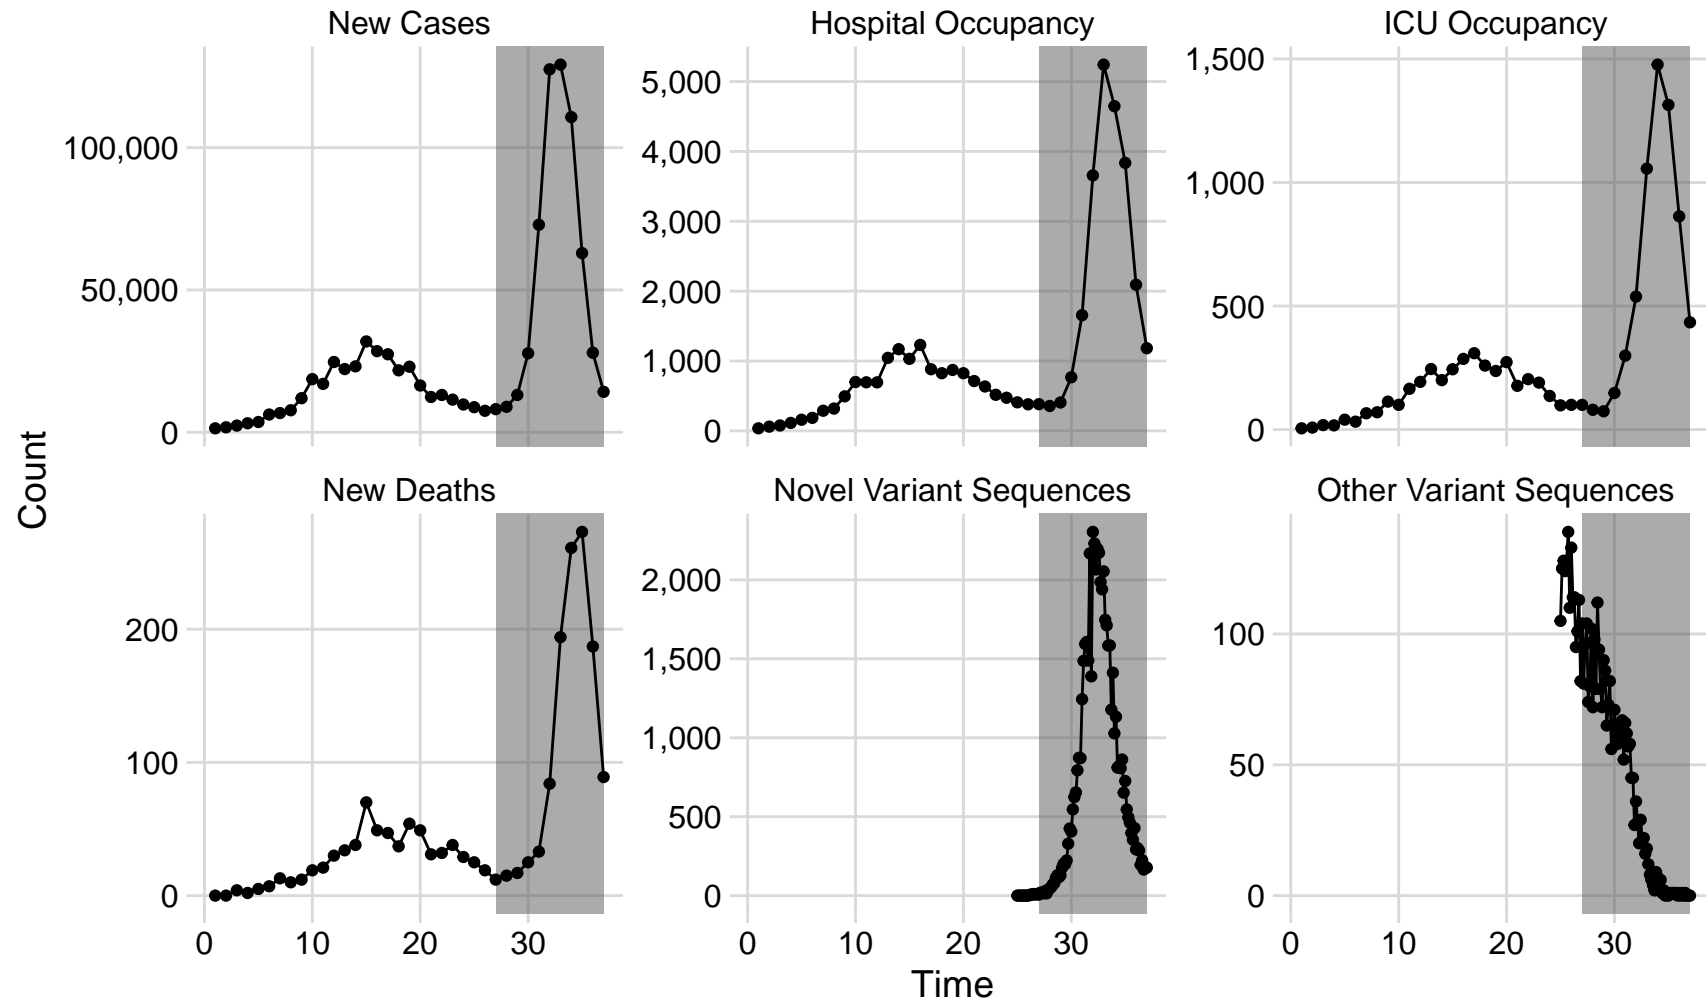 New Cases
Hospital Occupancy
ICU Occupancy
100,000
50,000
0
5,000
4,000
3,000
2,000
1,000
0
1,500
1,000
500
0
Count
New Deaths
Novel Variant Sequences
Other Variant Sequences
200
100
0
2,000
1,500
1,000
500
0
100
50
0
0 10 20 30
0 10 20 30
0 10 20 30
Time